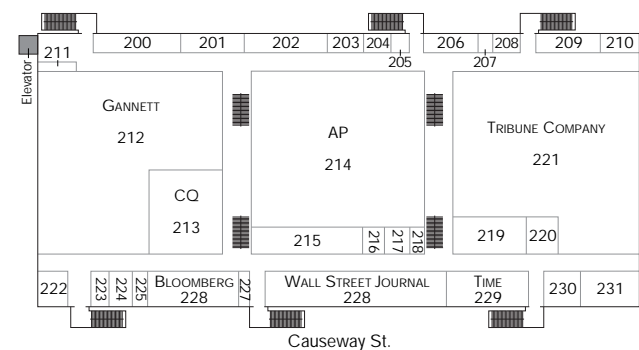 200 201 202 203 204 206 208 209 210
211
205 207
Elevator
GANNETT
212
AP
214
TRIBUNE COMPANY
221
CQ
213
215 216 217 218 219 220
222 223 224 225 BLOOMBERG 227 WALL STREET JOURNAL TIME 230 231
228 228 229
Causeway St.